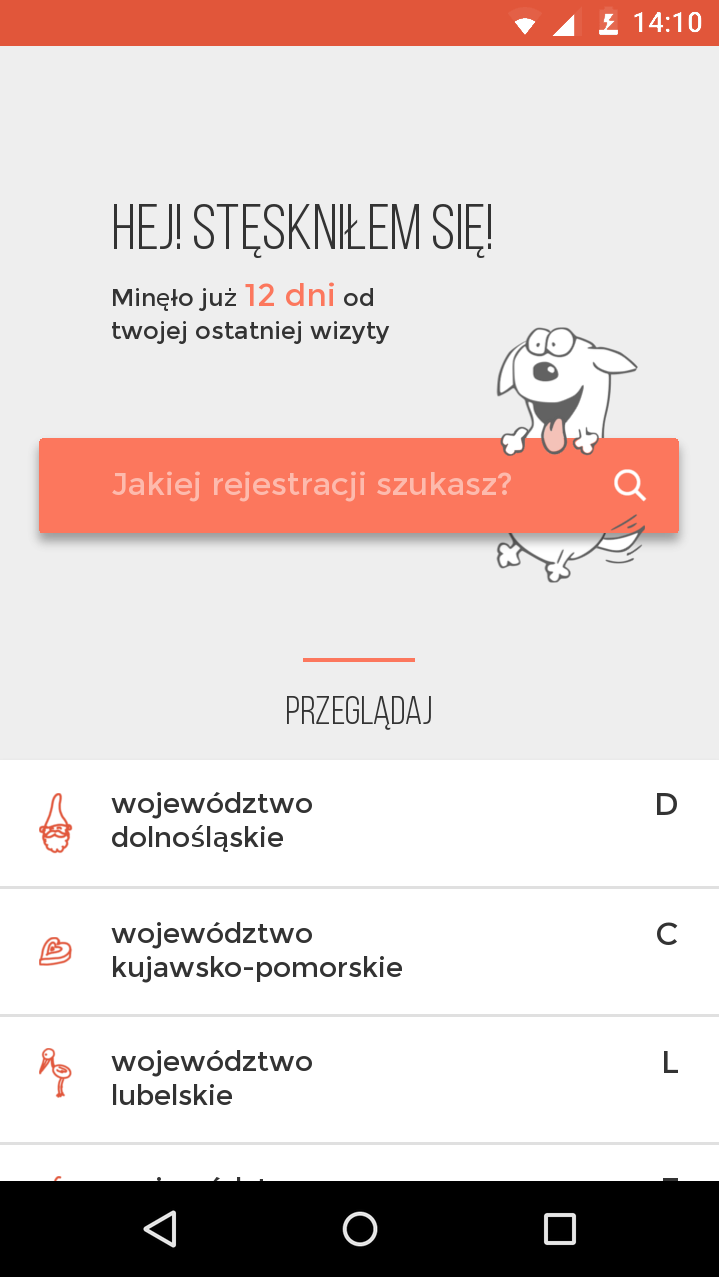 14:10
HEJ! STĘSKNIŁEM SIĘ!
Minęło już 12 dni od
twojej ostatniej wizyty
Jakiej rejestracji szukasz?
PRZEGLĄDAJ
województwo D
dolnośląskie
województwo C
kujawsko-pomorskie
województwo L
lubelskie